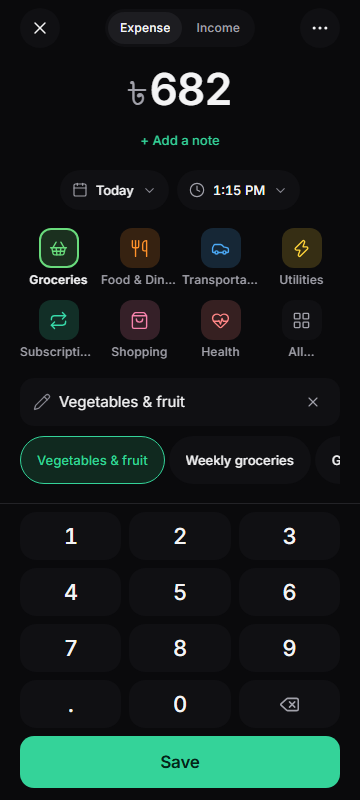 Expense Income
৳682
+ Add a note
Today 1:15 PM
Groceries Food & Din... Transporta... Utilities
Subscripti... Shopping Health All...
Vegetables & fruit
Vegetables & fruit Weekly groceries G
1 2 3
4 5 6
7 8 9
. 0
Save